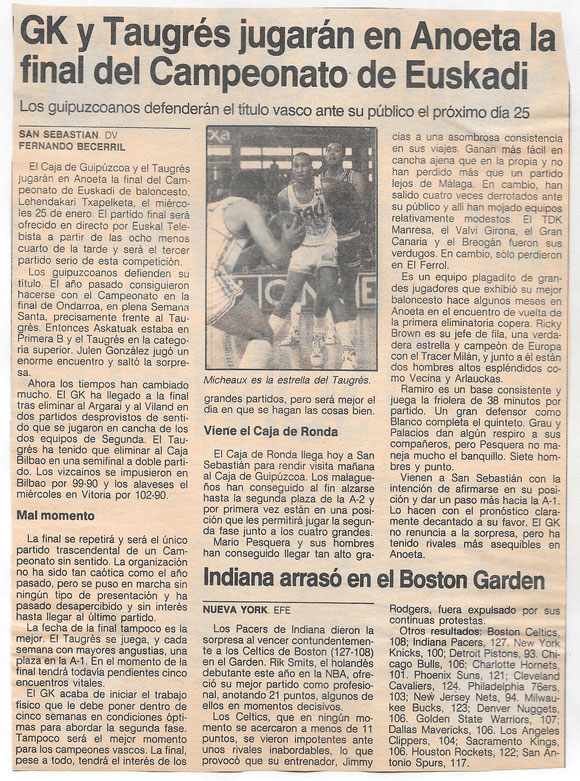 GK y Taugrés jugarán en Anoeta la
final del Campeonato de Euskadi
Los guipuzcoanos defenderán el título vasco ante su público el próximo día 25
SAN SEBASTIAN. DV
FERNANDO BECERRIL
El Caja de Guipúzcoa y el Taugrés
jugarán en Anoeta la final del Cam-
peonato de Euskadi de baloncesto,
Lehendakari Txapelketa, el miérco-
les 25 de enero. El partido final será
ofrecido en directo por Euskal Tele-
bista a partir de las ocho menos
cuarto de la tarde y será el tercer
partido serio de esta competición.
Los guipuzcoanos defienden su
título. El año pasado consiguieron
hacerse con el Campeonato en la
final de Ondarroa, en plena Semana
Santa, precisamente frente al Tau-
grés. Entonces Askatuak estaba en
Primera B y el Taugrés en la catego-
ría superior. Julen González jugó un
enorme encuentro y saltó la sorpre-
sa.
Ahora los tiempos han cambiado
mucho. El GK ha llegado a la final
tras eliminar al Argarai y al Viland en
dos partidos desprovistos de sentido
que se jugaron en cancha de los
dos equipos de Segunda. El Tau-
grés ha tenido que eliminar al Caja
Bilbao en una semifinal a doble parti-
do. Los vizcainos se impusieron en
Bilbao por 99-90 y los alaveses el
miércoles en Vitoria por 102-90.
Mal momento
La final se repetirá y será el único
partido trascendental de un Cam-
peonato sin sentido. La organización
no ha sido tan caótica como el año
pasado, pero se puso en marcha sin
ningún tipo de presentación y ha
pasado desapercibido y sin interés
hasta llegar al último partido.
La fecha de la final tampoco es la
mejor. El Taugrés se juega, y cada
semana con mayores angustias, una
plaza en la A-1. En el momento de la
final tendrá todavía pendientes cinco
encuentros vitales.
El GK acaba de iniciar el trabajo
físico que le debe poner dentro de
cinco semanas en condiciones ópti-
mas para abordar la segunda fase.
Tampoco será el mejor momento
para los campeones vascos. La final,
pese a todo, tendrá el interés de los
Micheaux es la estrella del Taugrés.
grandes partidos, pero será mejor el
día en que se hagan las cosas bien.
Viene el Caja de Ronda
El Caja de Ronda llega hoy a San
Sebastián para rendir visita mañana
al Caja de Guipúzcoa. Los malague-
ños han conseguido al fin alzarse
hasta la segunda plaza de la A-2 y
por primera vez están en una posi-
ción que les permitirá jugar la segun-
da fase junto a los cuatro grandes.
Mario Pesquera y sus hombres
han conseguido llegar tan alto gra-
cias a una asombrosa consistencia
en sus viajes. Ganan más fácil en
cancha ajena que en la propia y no
han perdido más que un partido
lejos de Málaga. En cambio, han
salido cuatro veces derrotados ante
su público y allí han mojado equipos
relativamente modestos. El TDK
Manresa, el Valvi Girona, el Gran
Canaria y el Breogán fueron sus ver-
dugos. En cambio, sólo perdieron
en El Ferrol.
Es un equipo plagadito de gran-
des jugadores que exhibió su mejor
baloncesto hace algunos meses en
Anoeta en el encuentro de vuelta de
la primera eliminatoria copera. Ricky
Brown es su jefe de fila, una verda-
dera estrella y campeón de Europa
con el Tracer Milán, y junto a él están
dos hombres altos espléndidos co-
mo Vecina y Arlauckas.
Ramiro es un base consistente y
juega la friolera de 38 minutos por
partido. Un gran defensor como
Blanco completa el quinteto. Grau y
Palacios dan algún respiro a sus
compañeros, pero Pesquera no ma-
neja mucho el banquillo. Siete hom-
bres y punto.
Vienen a San Sebastián con la
intención de afirmarse en su posi-
ción y dar un paso más hacia la A-1.
Lo hacen con el pronóstico clara-
mente decantado a su favor. El GK
no renuncia a la sorpresa, pero ha
tenido rivales más asequibles en
Anoeta.
Indiana arrasó en el Boston Garden
NUEVA YORK. EFE
Los Pacers de Indiana dieron la
sorpresa al vencer contundentemen-
te a los Celtics de Boston (127-108)
en el Garden. Rik Smits, el holandés
debutante este año en la NBA, ofre-
ció su mejor partido como profesio-
nal, anotando 21 puntos, algunos de
ellos en momentos decisivos.
Los Celtics, que en ningún mo-
mento se acercaron a menos de 11
puntos, se vieron impotentes ante
unos rivales inabordables, lo que
provocó que su entrenador, Jimmy
Rodgers, fuera expulsado por sus
continuas protestas.
Otros resultados: Boston Celtics,
108; Indiana Pacers, 127. New York
Knicks, 100; Detroit Pistons, 93. Chi-
cago Bulls, 106; Charlotte Hornets,
101. Phoenix Suns, 121; Cleveland
Cavaliers, 124. Philadelphia 76ers,
103; New Jersey Nets, 94. Milwau-
kee Bucks, 123; Denver Nuggets,
106. Golden State Warriors, 107;
Dallas Mavericks, 106. Los Angeles
Clippers, 104; Sacramento Kings,
106. Houston Rockets, 122; San An-
tonio Spurs, 117.